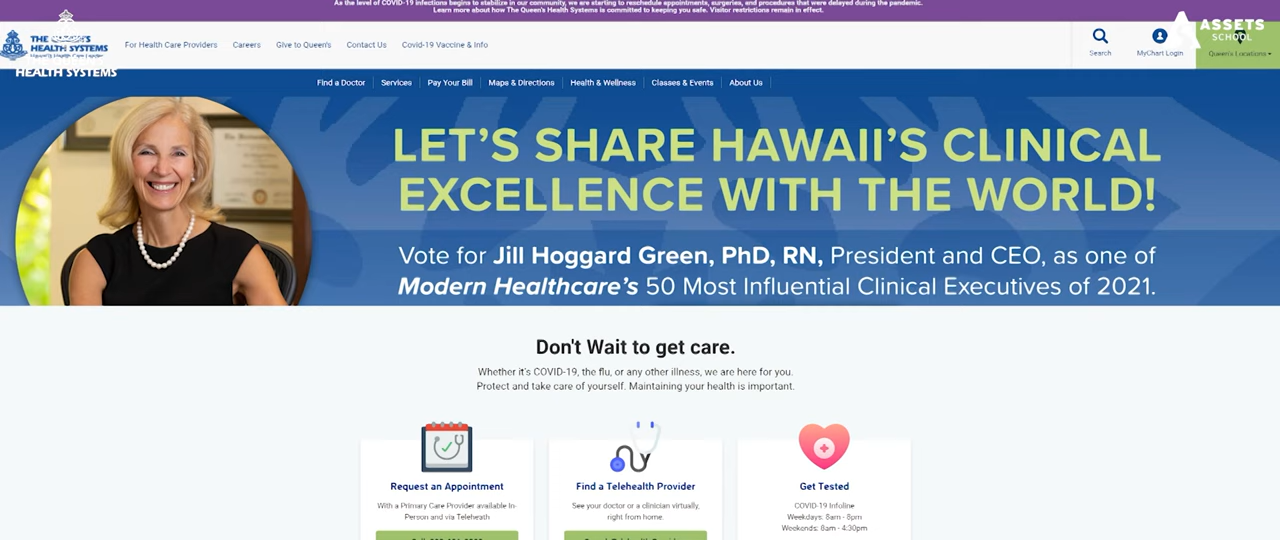 As the level of COVID-19 infections begins to stabilize in our community, we are starting to reschedule appointments, surgeries, and procedures that were delayed during the pandemic.
Learn more about how The Queen's Health Systems is committed to keeping you safe. Visitor restrictions remain in effect.
ASSETS
SCHOOL
THE
HEALTH SYSTEMS
HEALTH SYSTEMS
For Health Care Providers Careers Give to Queen's Contact Us Covid-19 Vaccine & Info
Search MyChart Login Queen's Locations
Find a Doctor Services Pay Your Bill Maps & Directions Health & Wellness Classes & Events About Us
LET'S SHARE HAWAII'S CLINICAL
EXCELLENCE WITH THE WORLD!
Vote for Jill Hoggard Green, PhD, RN, President and CEO, as one of
Modern Healthcare's 50 Most Influential Clinical Executives of 2021.
Don't Wait to get care.
Whether it's COVID-19, the flu, or any other illness, we are here for you.
Protect and take care of yourself. Maintaining your health is important.
Request an Appointment
With a Primary Care Provider available In-
Person and via Teleheath
Find a Telehealth Provider
See your doctor or a clinician virtually,
right from home.
Get Tested
COVID-19 Infoline
Weekdays: 8am - 8pm
Weekends: 8am - 4:30pm